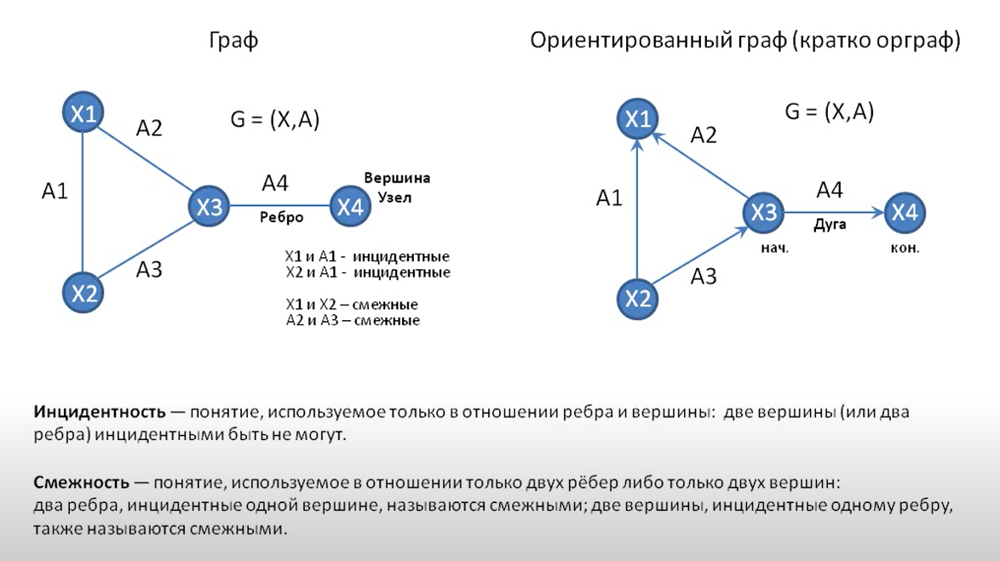 Граф
X1
A2
G = (X,A)
A1
X3
A4
Ребро
X4
Вершина
Узел
A3
X2
X1 и A1 - инцидентные
X2 и A1 - инцидентные
X1 и X2 – смежные
A2 и A3 – смежные
Ориентированный граф (кратко орграф)
X1
A2
G = (X,A)
A1
X3
нач.
A4
Дуга
X4
кон.
A3
X2
Инцидентность — понятие, используемое только в отношении ребра и вершины: две вершины (или два
ребра) инцидентными быть не могут.
Смежность — понятие, используемое в отношении только двух рёбер либо только двух вершин:
два ребра, инцидентные одной вершине, называются смежными; две вершины, инцидентные одному ребру,
также называются смежными.